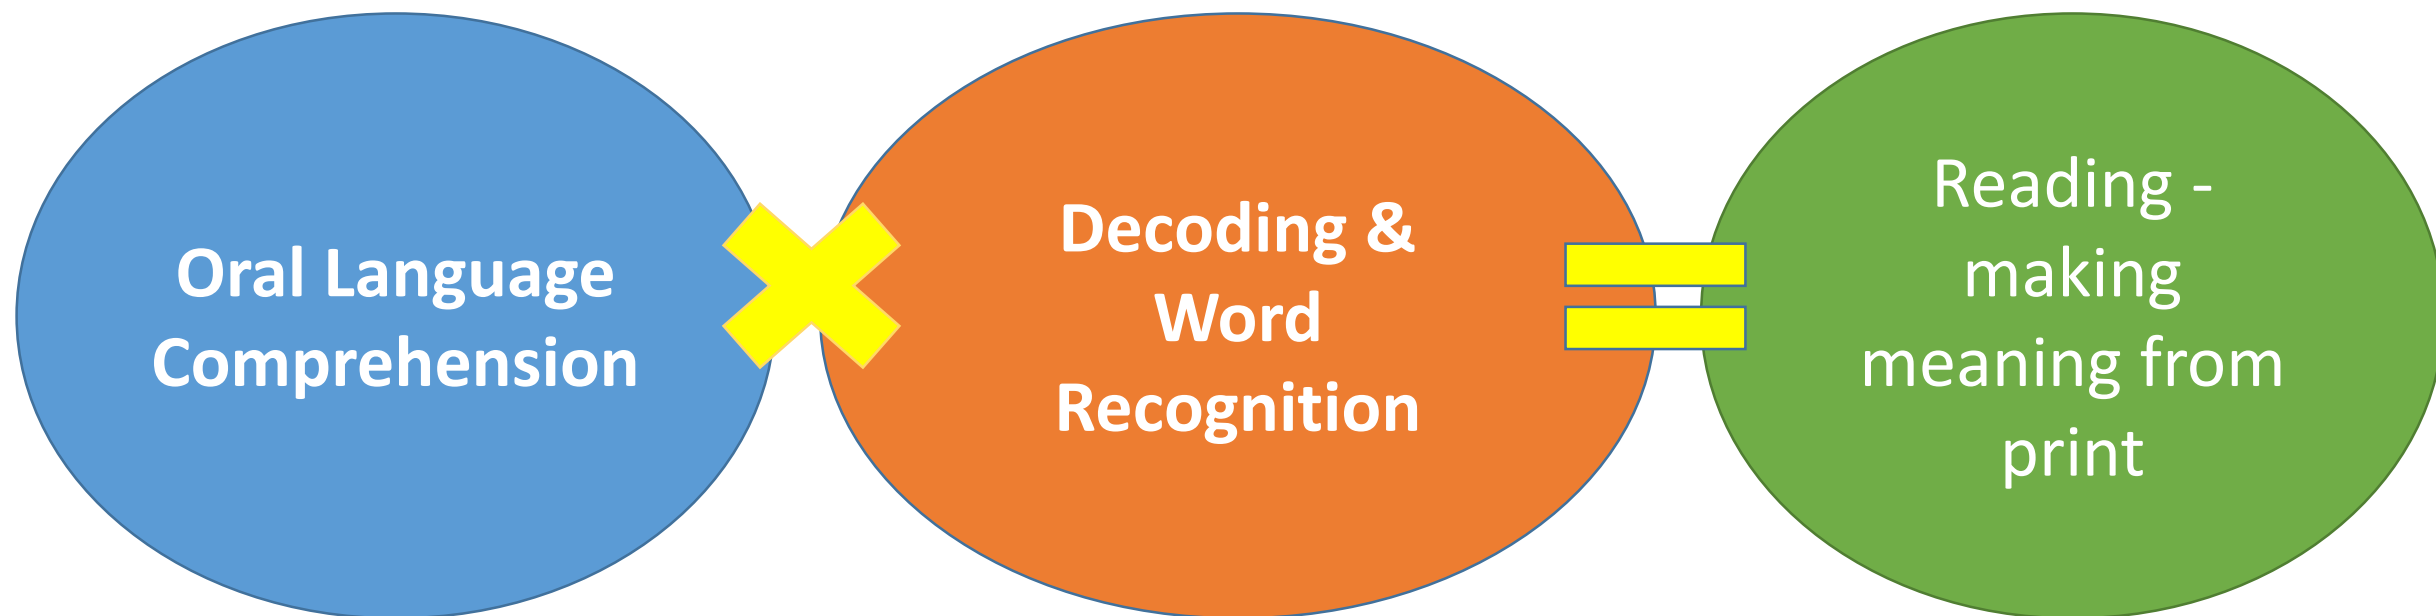 Oral Language
Comprehension
Decoding &
Word
Recognition
Reading -
making
meaning from
print